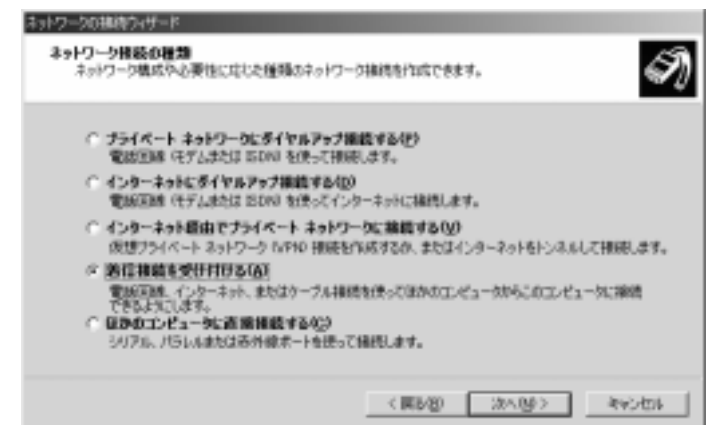 ネットワークの接続ウィザード
ネットワーク接続の種類
ネットワーク構成や必要性に応じた種類のネットワーク接続を作成できます。
プライベート ネットワークにダイヤルアップ接続する(P)
電話回線 (モデムまたは ISDN) を使って接続します。
インターネットにダイヤルアップ接続する(D)
電話回線 (モデムまたは ISDN) を使ってインターネットに接続します。
インターネット経由でプライベート ネットワークに接続する(V)
仮想プライベート ネットワーク (VPN) 接続を作成するか、またはインターネットをトンネルして接続します。
着信接続を受け付ける(A)
電話回線、インターネット、またはケーブル接続を使ってほかのコンピュータからこのコンピュータに接続
できるようにします。
ほかのコンピュータに直接接続する(C)
シリアル、パラレルまたは赤外線ポートを使って接続します。
< 戻る(B)
次へ(N) >
キャンセル